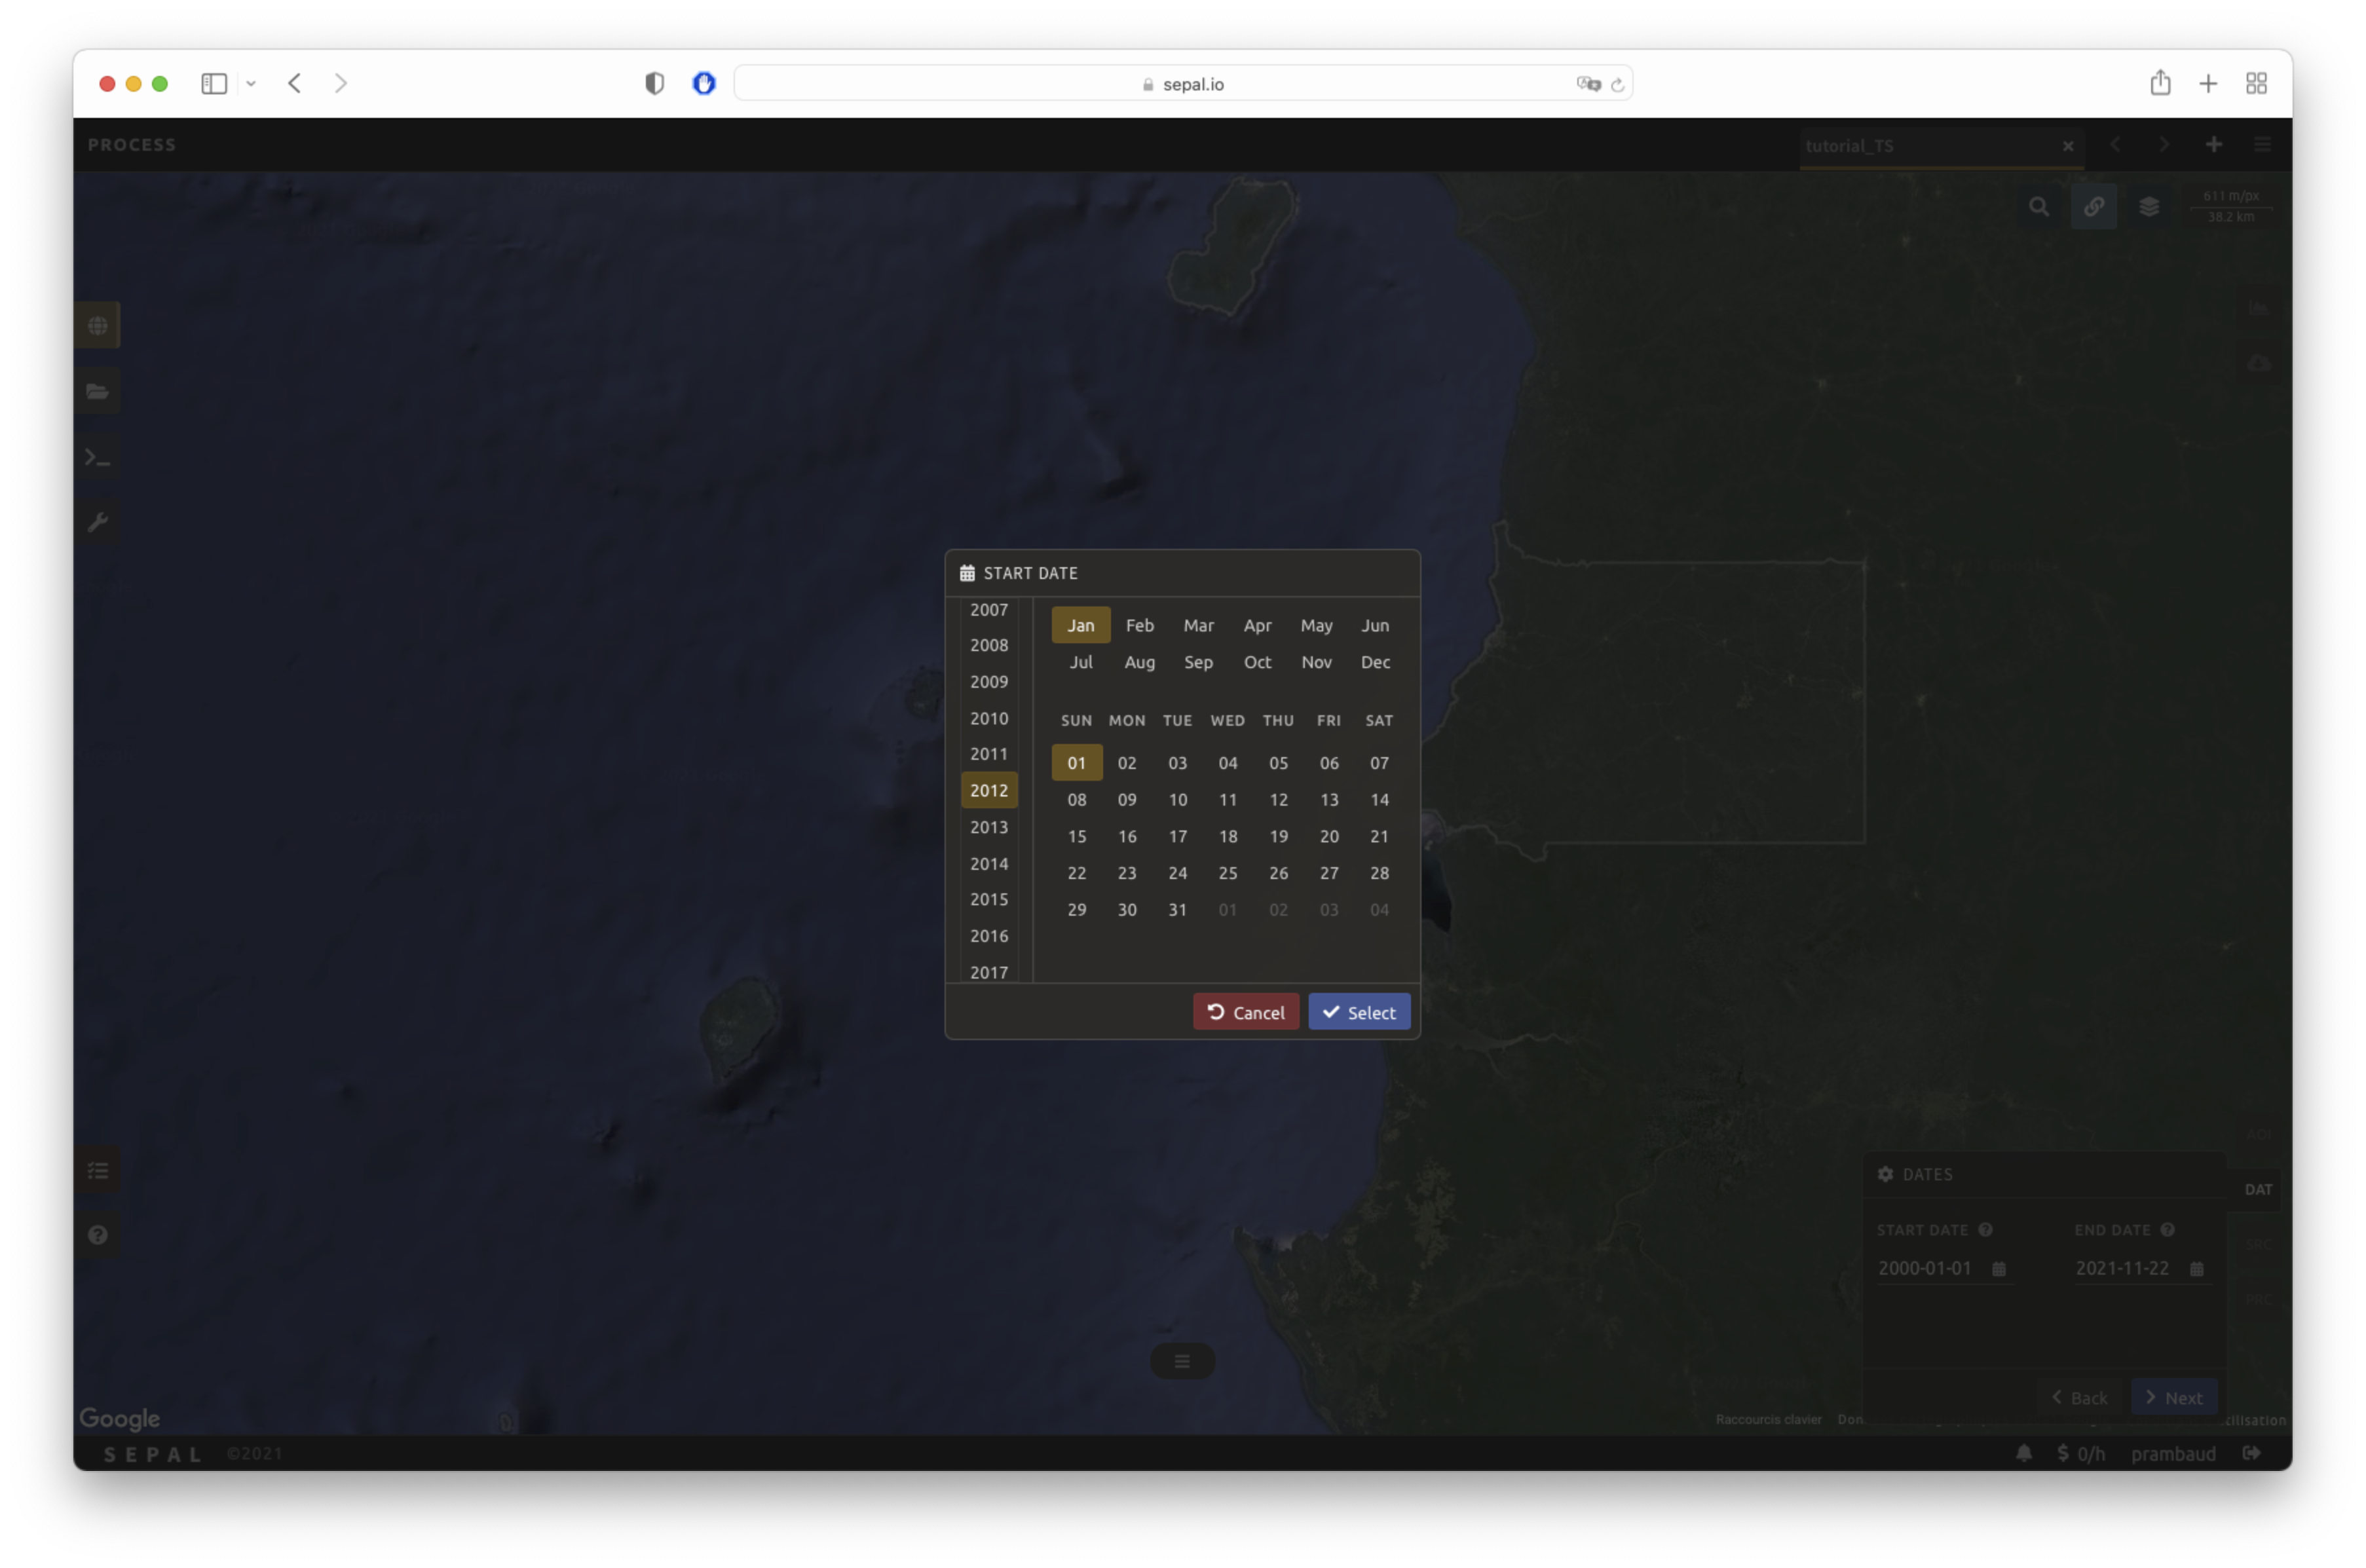 sepal.io
PROCESS
tutorial_TS
611 m/px
38.2 km
START DATE
2007
2008
2009
2010
2011
2012
2013
2014
2015
2016
2017
Jan Feb Mar Apr May Jun
Jul Aug Sep Oct Nov Dec
SUN MON TUE WED THU FRI SAT
01 02 03 04 05 06 07
08 09 10 11 12 13 14
15 16 17 18 19 20 21
22 23 24 25 26 27 28
29 30 31 01 02 03 04
Cancel Select
AOI
DAT
SRC
PRC
DATES
START DATE END DATE
2000-01-01 2021-11-22
Back Next
Google
Raccourcis clavier Don
SEPAL ©2021
$ 0/h prambaud